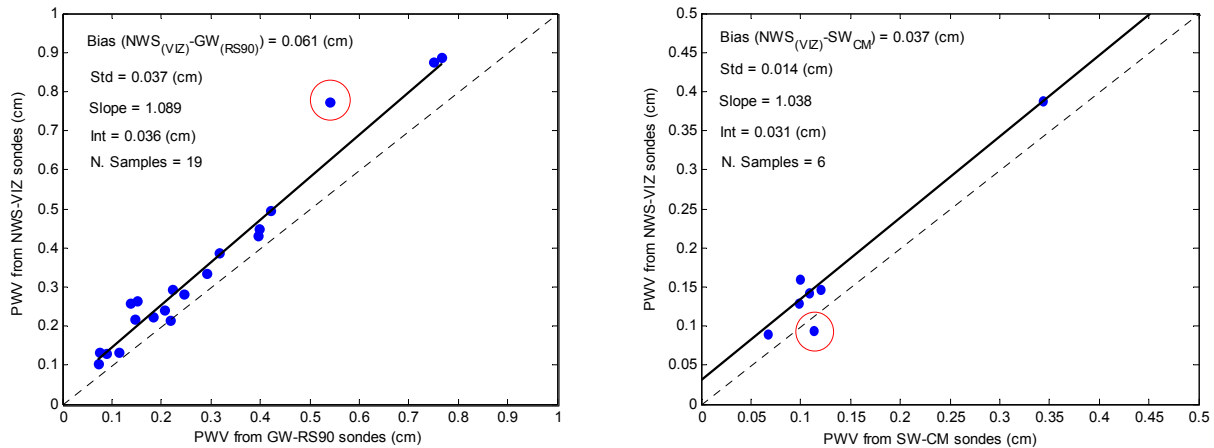 Bias (NWS(VIZ)-GW(RS90)) = 0.061 (cm)
Std = 0.037 (cm)
Slope = 1.089
Int = 0.036 (cm)
N. Samples = 19
PWV from NWS-VIZ sondes (cm)
1
0.9
0.8
0.7
0.6
0.5
0.4
0.3
0.2
0.1
0
0 0.1 0.2 0.3 0.4 0.5 0.6 0.7 0.8 0.9 1
PWV from GW-RS90 sondes (cm)
Bias (NWS(VIZ)-SWCM) = 0.037 (cm)
Std = 0.014 (cm)
Slope = 1.038
Int = 0.031 (cm)
N. Samples = 6
PWV from NWS-VIZ sondes (cm)
0.5
0.45
0.4
0.35
0.3
0.25
0.2
0.15
0.1
0.05
0
0 0.05 0.1 0.15 0.2 0.25 0.3 0.35 0.4 0.45 0.5
PWV from SW-CM sondes (cm)